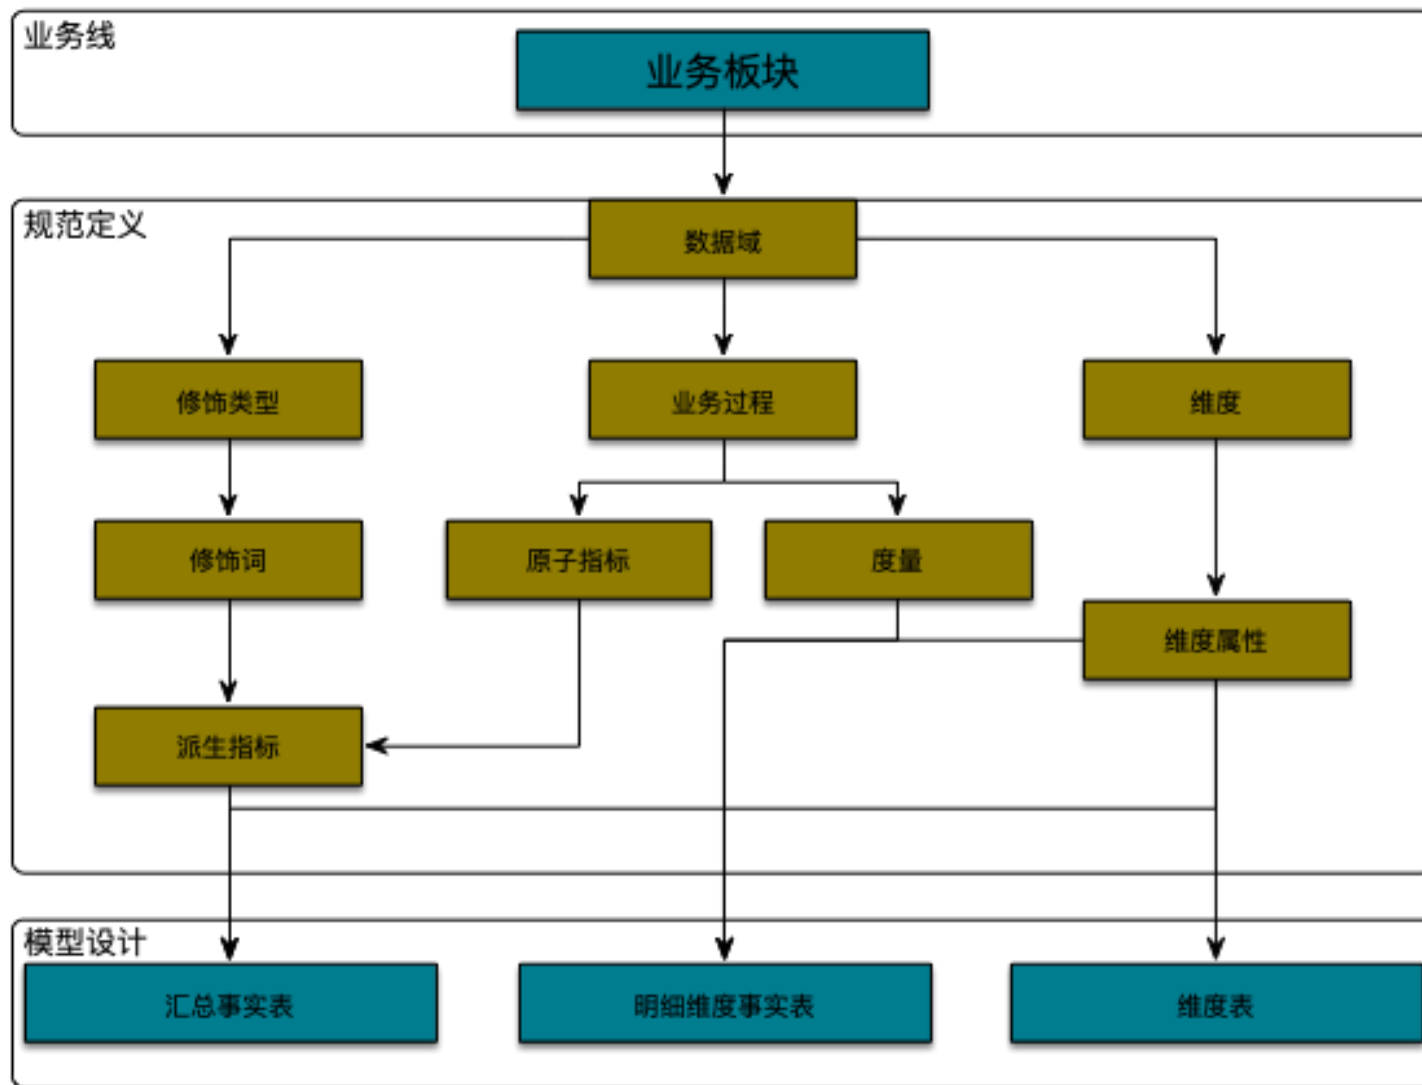 业务线
业务板块
规范定义
数据域
修饰类型
业务过程
维度
修饰词
原子指标
度量
维度属性
派生指标
模型设计
汇总事实表
明细维度事实表
维度表